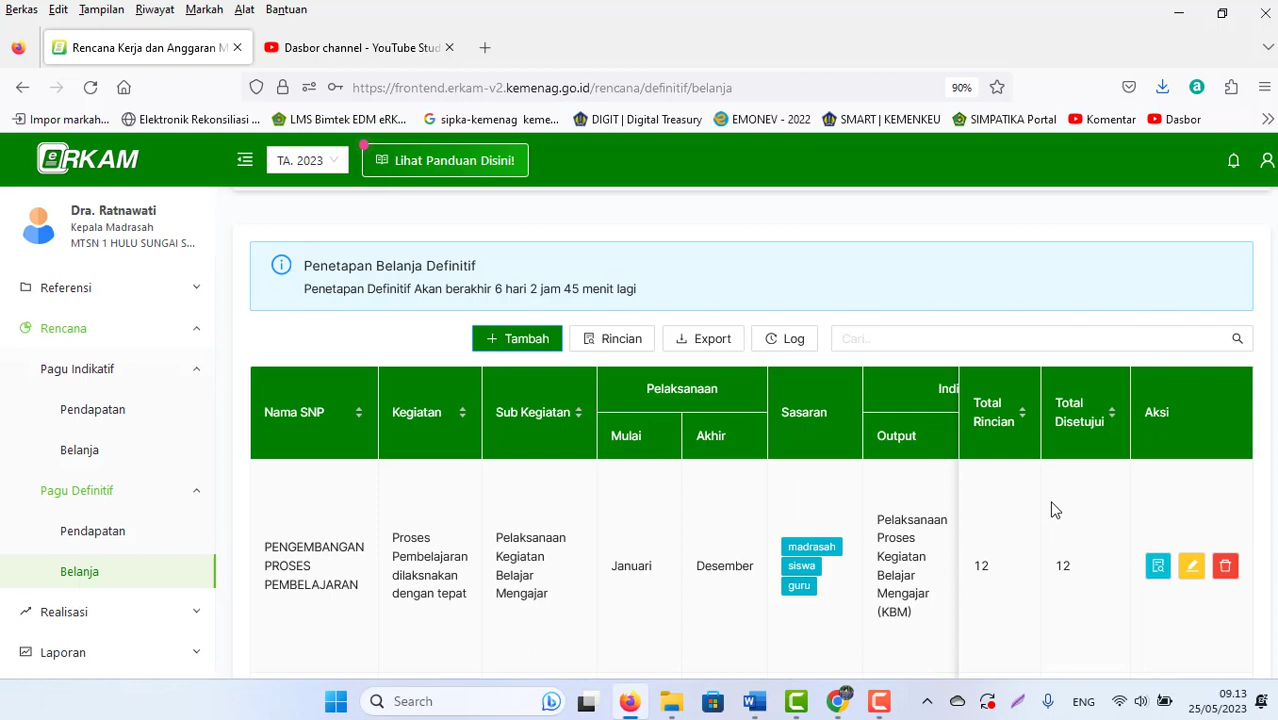 Berkas Edit Tampilan Riwayat Markah Alat Bantuan
Rencana Kerja dan Anggaran M
Dasbor channel - YouTube Stud
https://frontend.erkam-v2.kemenag.go.id/rencana/definitif/belanja
90%
Impor markah...
Elektronik Rekonsiliasi ...
LMS Bimtek EDM eRK...
sipka-kemenag keme...
DIGIT | Digital Treasury
EMONEV - 2022
SMART | KEMENKEU
SIMPATIKA Portal
Komentar
Dasbor
eRKAM
TA. 2023
Lihat Panduan Disini!
Dra. Ratnawati
Kepala Madrasah
MTSN 1 HULU SUNGAI S...
Referensi
Rencana
Pagu Indikatif
Pendapatan
Belanja
Pagu Definitif
Pendapatan
Belanja
Realisasi
Laporan
Penetapan Belanja Definitif
Penetapan Definitif Akan berakhir 6 hari 2 jam 45 menit lagi
Tambah
Rincian
Export
Log
Cari..
Nama SNP
Kegiatan
Sub Kegiatan
Pelaksanaan
Mulai
Akhir
Sasaran
Indi
Output
Total
Rincian
Total
Disetujui
Aksi
PENGEMBANGAN
PROSES
PEMBELAJARAN
Proses
Pembelajaran
dilaksnakan
dengan tepat
Pelaksanaan
Kegiatan
Belajar
Mengajar
Januari
Desember
madrasah
siswa
guru
Pelaksanaan
Proses
Kegiatan
Belajar
Mengajar
(KBM)
12
12
Search
ENG
09.13
25/05/2023